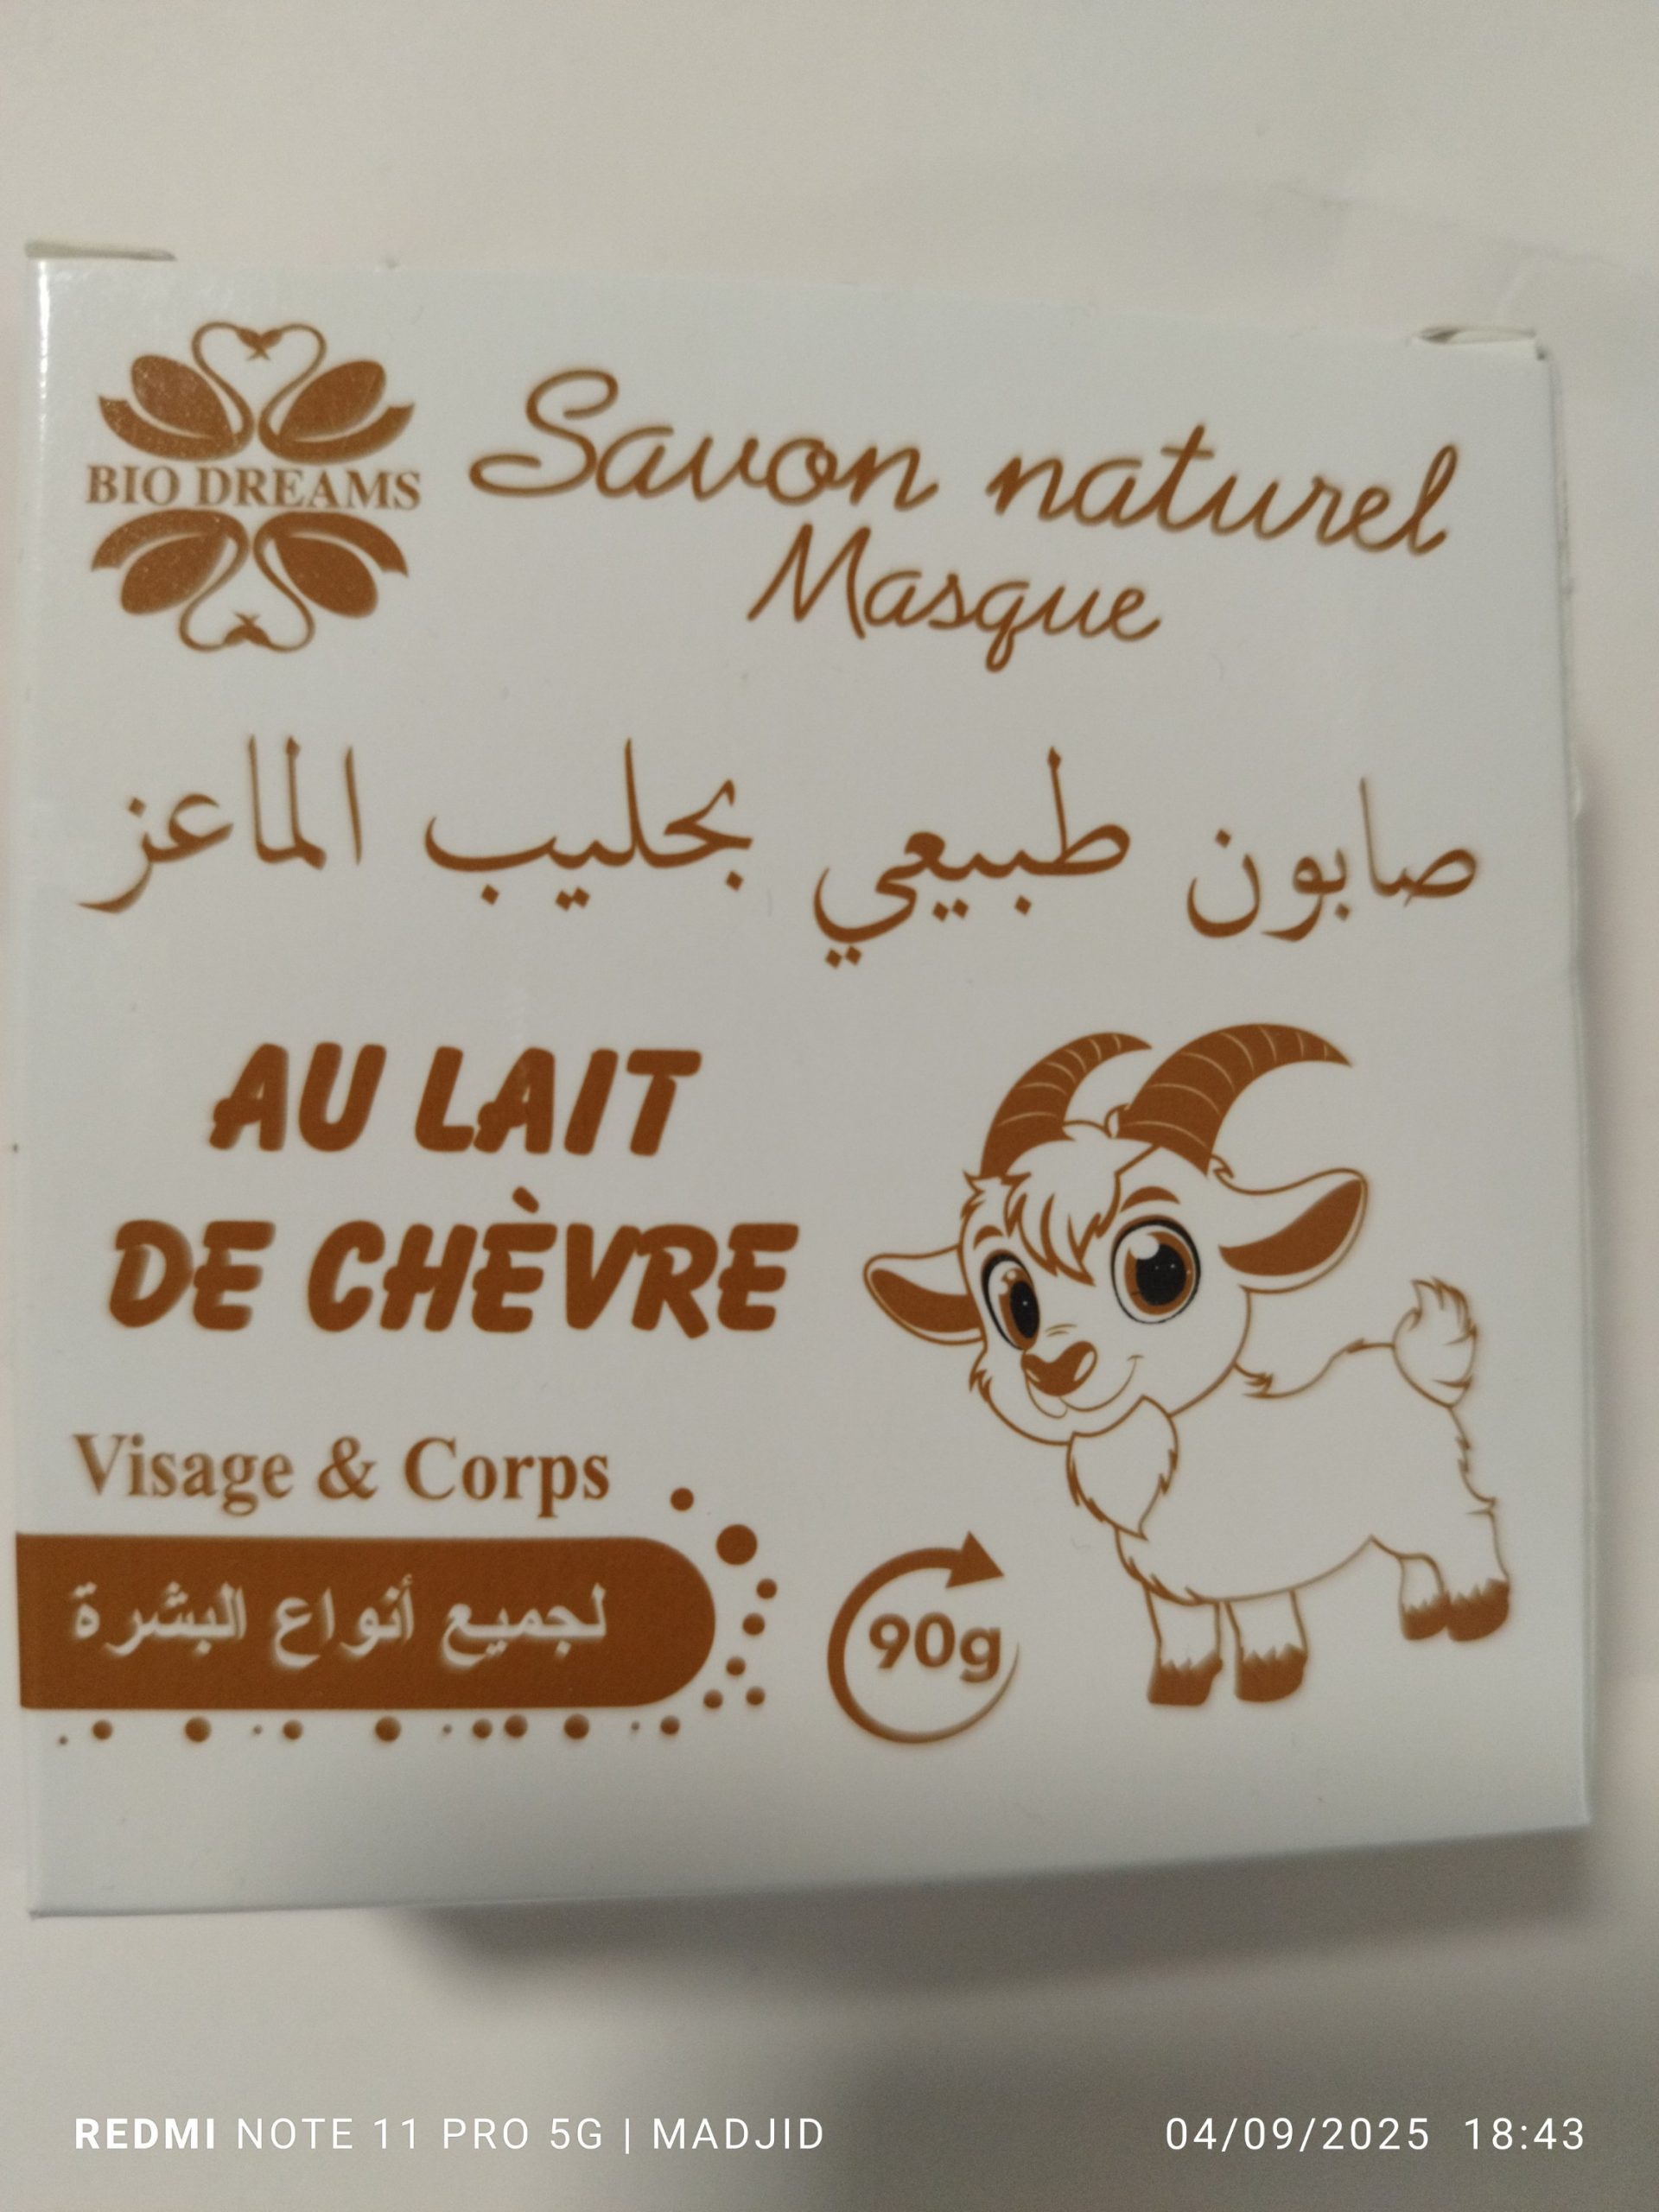 BIO DREAMS
Savon naturel
Masque
صابون طبيعي بحليب الماعز
AU LAIT
DE CHÈVRE
Visage & Corps
لجميع أنواع البشرة
90g
REDMI NOTE 11 PRO 5G | MADJID
04/09/2025 18:43